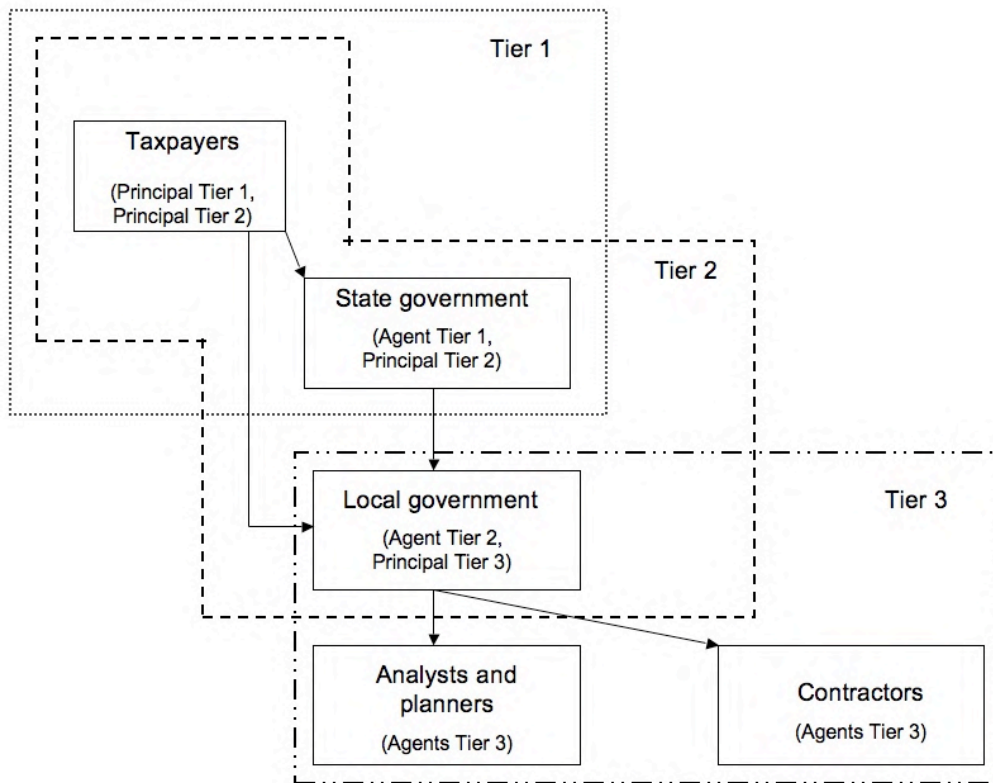 Tier 1
Taxpayers
(Principal Tier 1,
Principal Tier 2)
Tier 2
State government
(Agent Tier 1,
Principal Tier 2)
Local government
(Agent Tier 2,
Principal Tier 3)
Tier 3
Analysts and
planners
(Agents Tier 3)
Contractors
(Agents Tier 3)